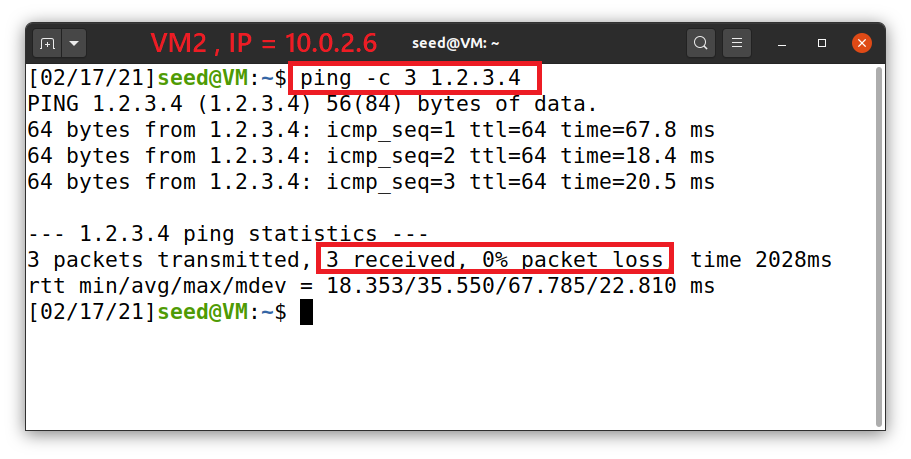 VM2 , IP = 10.0.2.6 seed@VM: ~
[02/17/21]seed@VM:~$ ping -c 3 1.2.3.4
PING 1.2.3.4 (1.2.3.4) 56(84) bytes of data.
64 bytes from 1.2.3.4: icmp_seq=1 ttl=64 time=67.8 ms
64 bytes from 1.2.3.4: icmp_seq=2 ttl=64 time=18.4 ms
64 bytes from 1.2.3.4: icmp_seq=3 ttl=64 time=20.5 ms
--- 1.2.3.4 ping statistics ---
3 packets transmitted, 3 received, 0% packet loss, time 2028ms
rtt min/avg/max/mdev = 18.353/35.550/67.785/22.810 ms
[02/17/21]seed@VM:~$